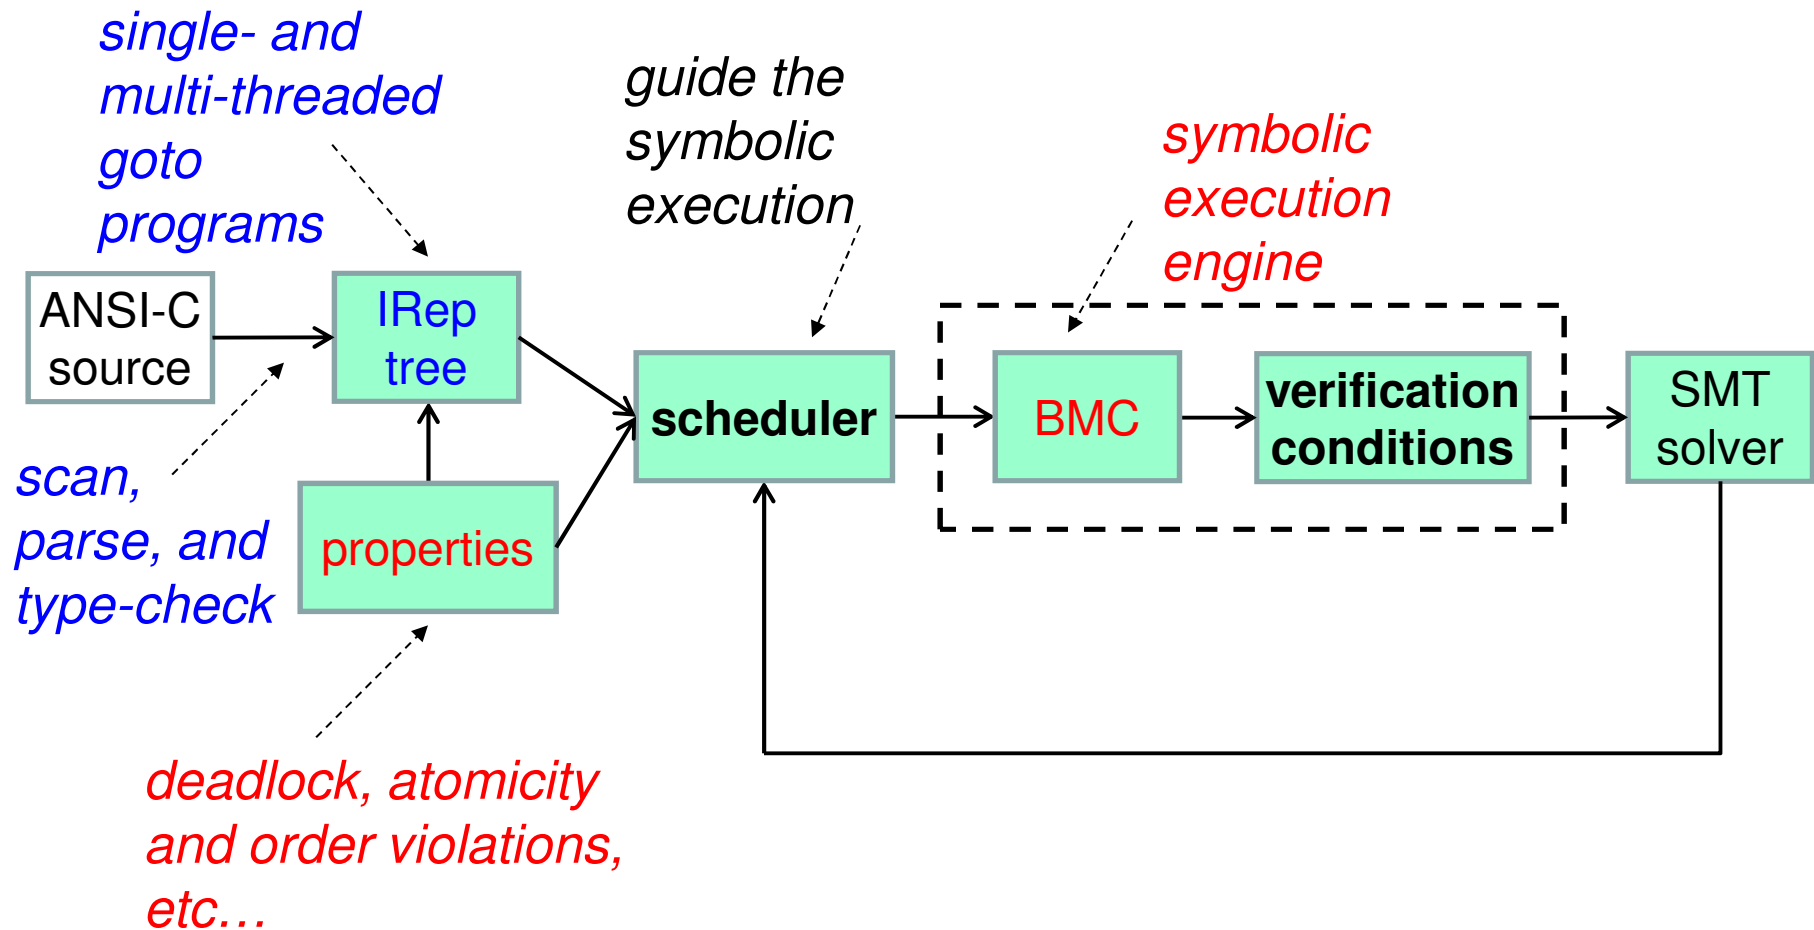 single- and
multi-threaded
goto
programs
guide the
symbolic
execution
symbolic
execution
engine
ANSI-C
source
IRep
tree
scheduler
BMC
verification
conditions
SMT
solver
scan,
parse, and
type-check
properties
deadlock, atomicity
and order violations,
etc…